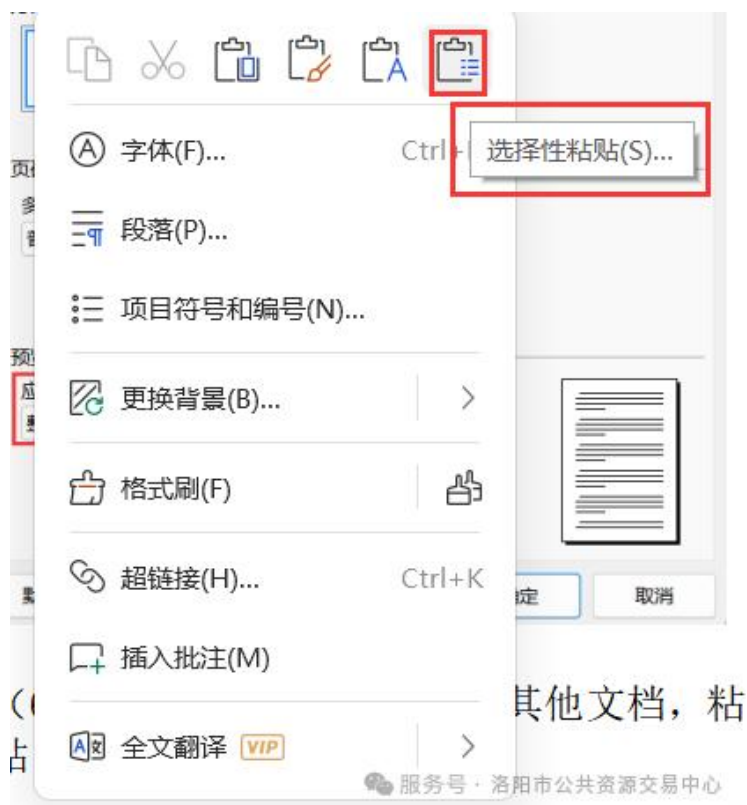 字体(F)...
Ctrl+
选择性粘贴(S)...
段落(P)...
项目符号和编号(N)...
更换背景(B)...
格式刷(F)
超链接(H)... Ctrl+K
取消
插入批注(M)
其他文档，粘
全文翻译 VIP
服务号 · 洛阳市公共资源交易中心